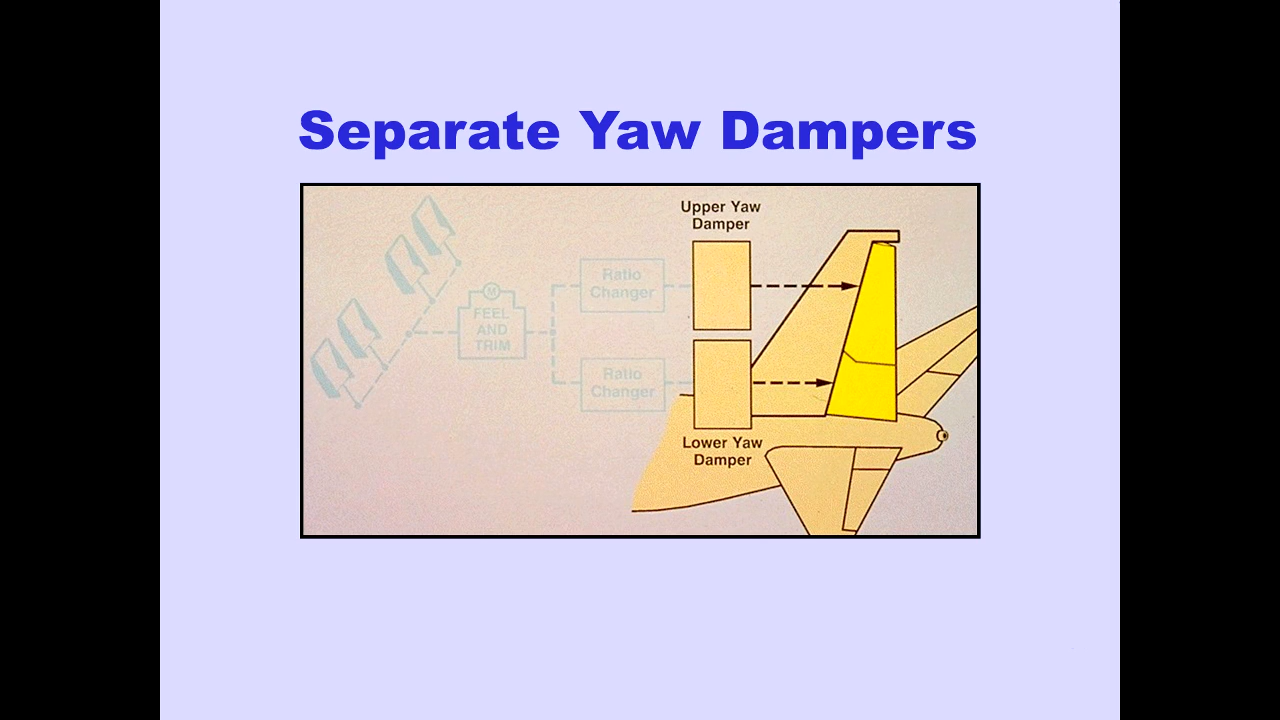 Separate Yaw Dampers
Upper Yaw
Damper
Ratio
Changer
M
FEEL
AND
TRIM
Ratio
Changer
Lower Yaw
Damper